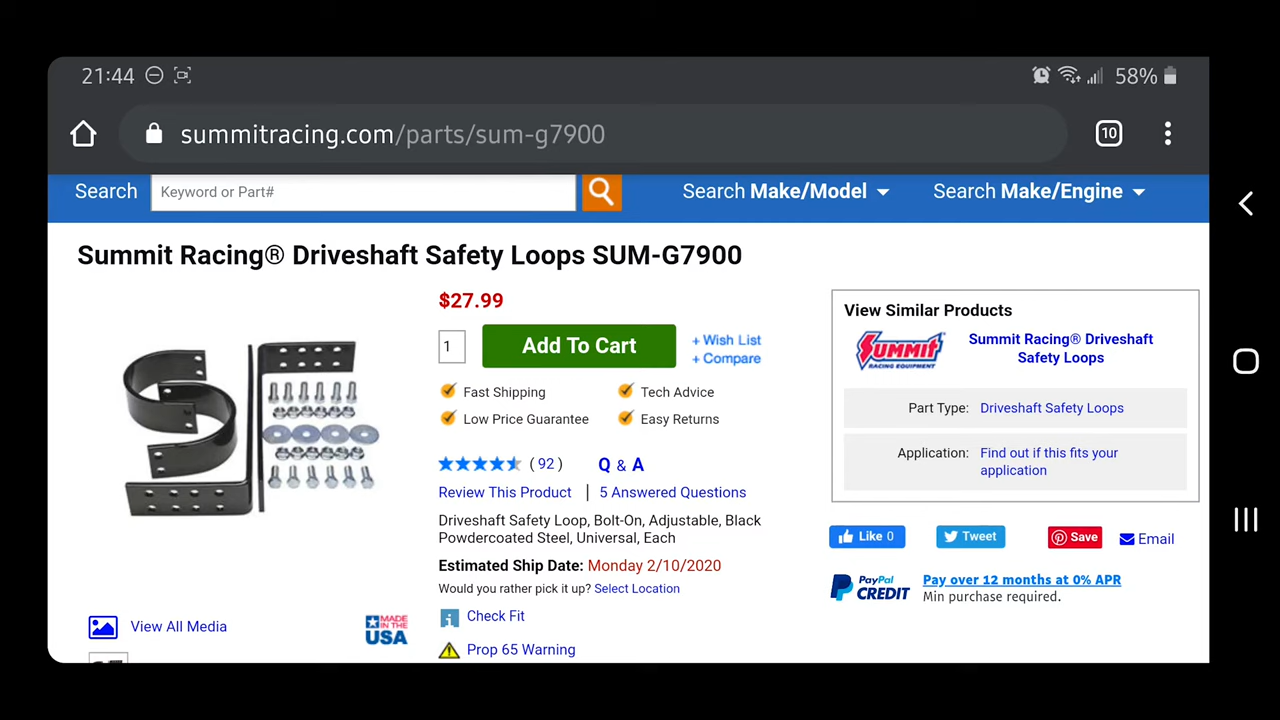 21:44
58%
summitracing.com/parts/sum-g7900
10
Search
Keyword or Part#
Search Make/Model
Search Make/Engine
Summit Racing® Driveshaft Safety Loops SUM-G7900
$27.99
1
Add To Cart
+ Wish List
+ Compare
Fast Shipping
Tech Advice
Low Price Guarantee
Easy Returns
(92)
Q & A
Review This Product | 5 Answered Questions
Driveshaft Safety Loop, Bolt-On, Adjustable, Black
Powdercoated Steel, Universal, Each
Estimated Ship Date: Monday 2/10/2020
Would you rather pick it up? Select Location
Check Fit
Prop 65 Warning
View All Media
MADE
IN THE
USA
View Similar Products
SUMMIT
RACING EQUIPMENT
Summit Racing® Driveshaft
Safety Loops
Part Type: Driveshaft Safety Loops
Application: Find out if this fits your
application
Like 0
Tweet
Save
Email
PayPal
CREDIT
Pay over 12 months at 0% APR
Min purchase required.